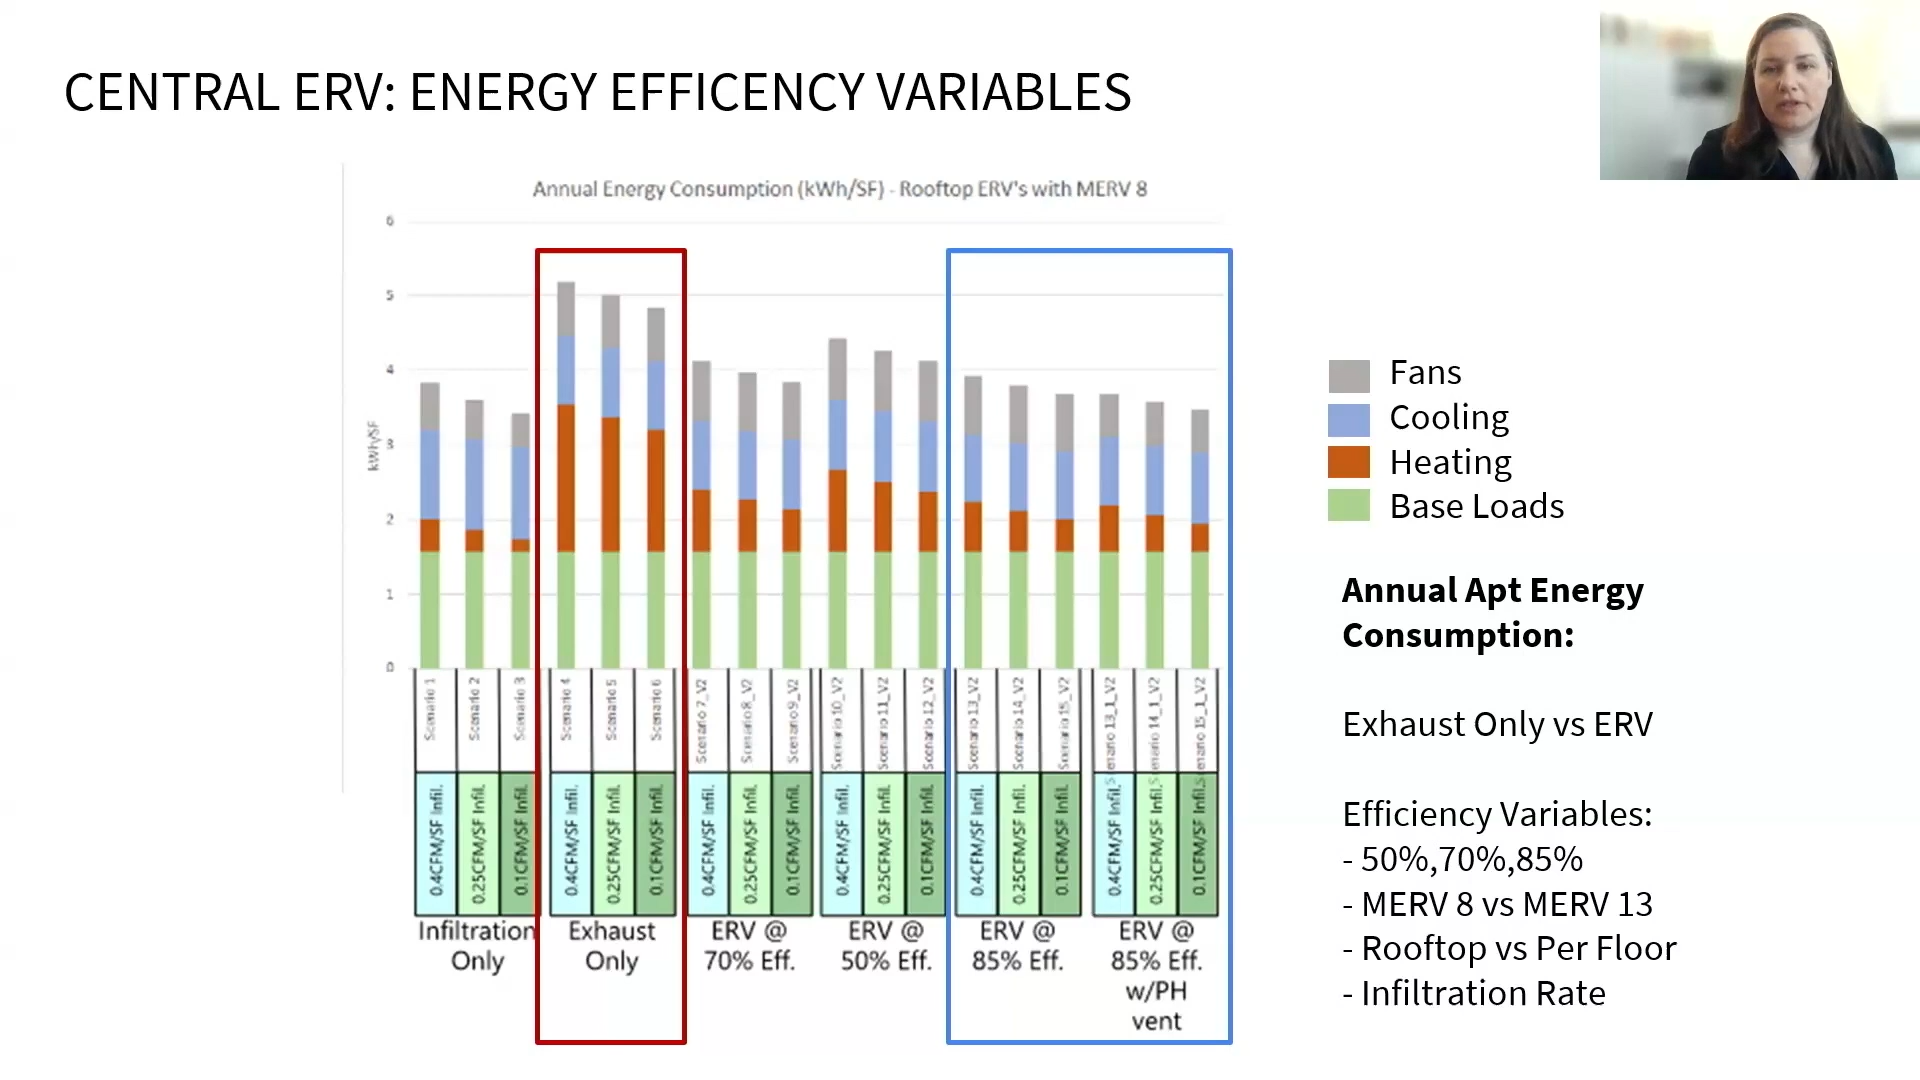 CENTRAL ERV: ENERGY EFFICENCY VARIABLES
Annual Energy Consumption (kWh/SF) - Rooftop ERV's with MERV 8
6
5
4
3
2
1
0
kWh/SF
Scenario 1
Scenario 2
Scenario 3
Scenario 4
Scenario 5
Scenario 6
Scenario 7_V2
Scenario 8_V2
Scenario 9_V2
Scenario 10_V2
Scenario 11_V2
Scenario 12_V2
Scenario 13_V2
Scenario 14_V2
Scenario 15_V2
Scenario 13_1_V2
Scenario 14_1_V2
Scenario 15_1_V2
0.4CFM/SF Infil.
0.25CFM/SF Infil.
0.1CFM/SF Infil.
0.4CFM/SF Infil.
0.25CFM/SF Infil.
0.1CFM/SF Infil.
0.4CFM/SF Infil.
0.25CFM/SF Infil.
0.1CFM/SF Infil.
0.4CFM/SF Infil.
0.25CFM/SF Infil.
0.1CFM/SF Infil.
0.4CFM/SF Infil.
0.25CFM/SF Infil.
0.1CFM/SF Infil.
0.4CFM/SF Infil.
0.25CFM/SF Infil.
0.1CFM/SF Infil.
Infiltration
Only
Exhaust
Only
ERV @
70% Eff.
ERV @
50% Eff.
ERV @
85% Eff.
ERV @
85% Eff.
w/PH
vent
Fans
Cooling
Heating
Base Loads
Annual Apt Energy
Consumption:
Exhaust Only vs ERV
Efficiency Variables:
- 50%,70%,85%
- MERV 8 vs MERV 13
- Rooftop vs Per Floor
- Infiltration Rate